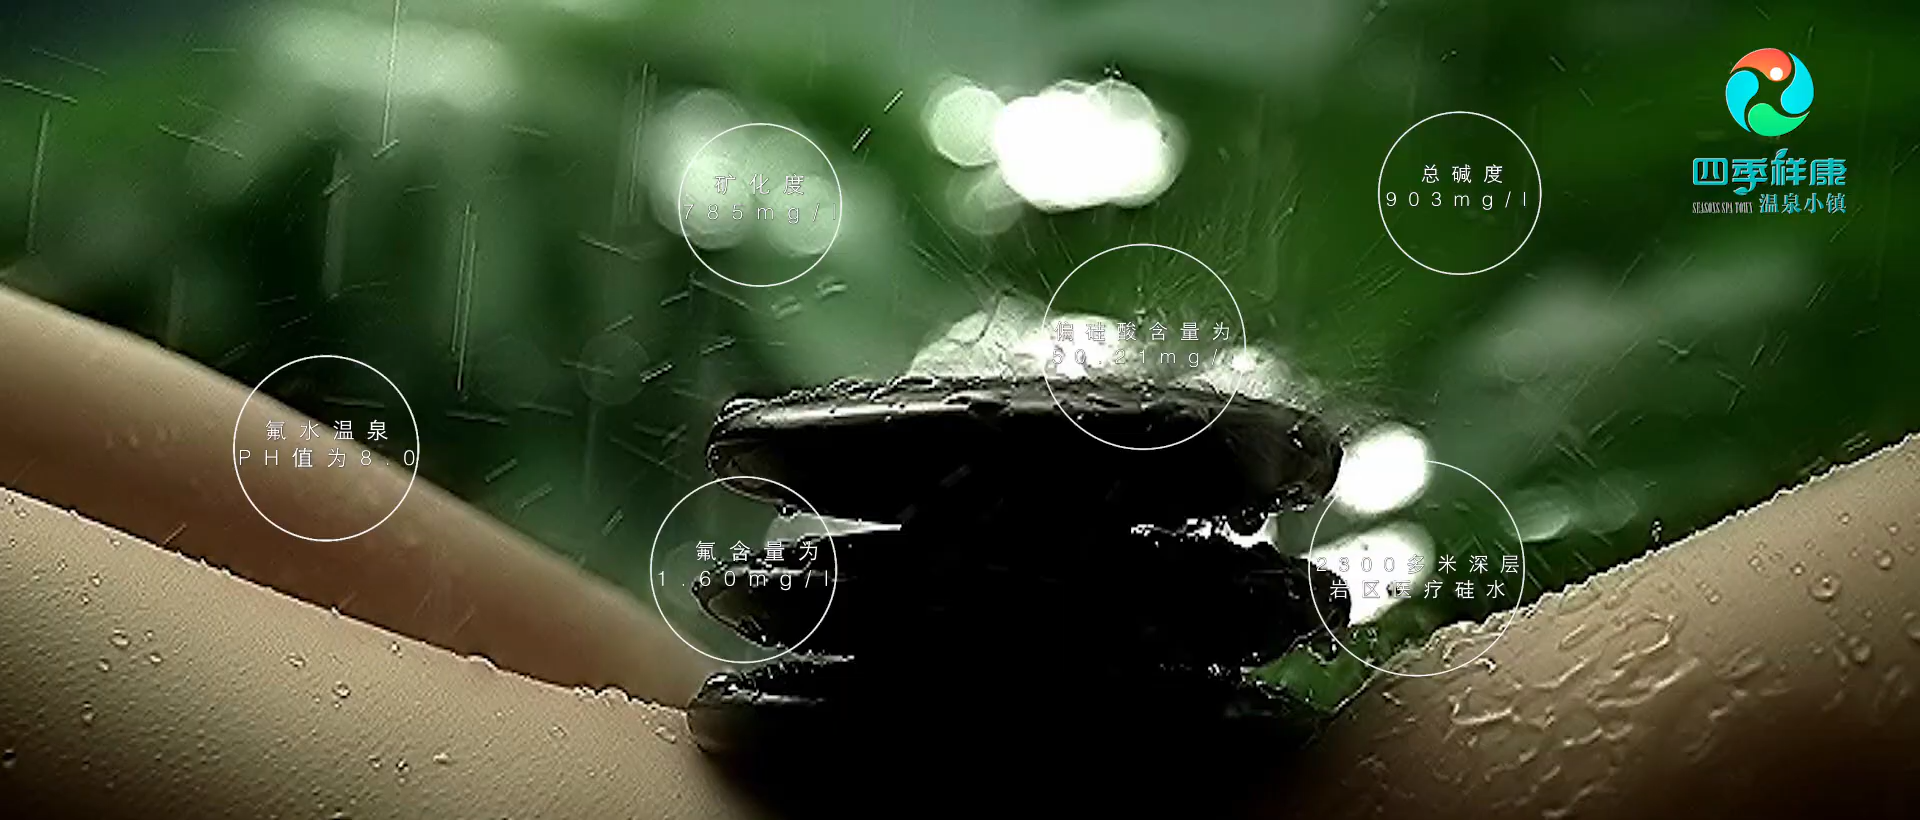 四季祥康
SEASONS SPA TOWN 温泉小镇
矿化度
785mg/l
总碱度
903mg/l
偏硅酸含量为
50.21mg/l
氟水温泉
PH值为8.0
氟含量为
1.60mg/l
2300多米深层
岩区医疗硅水